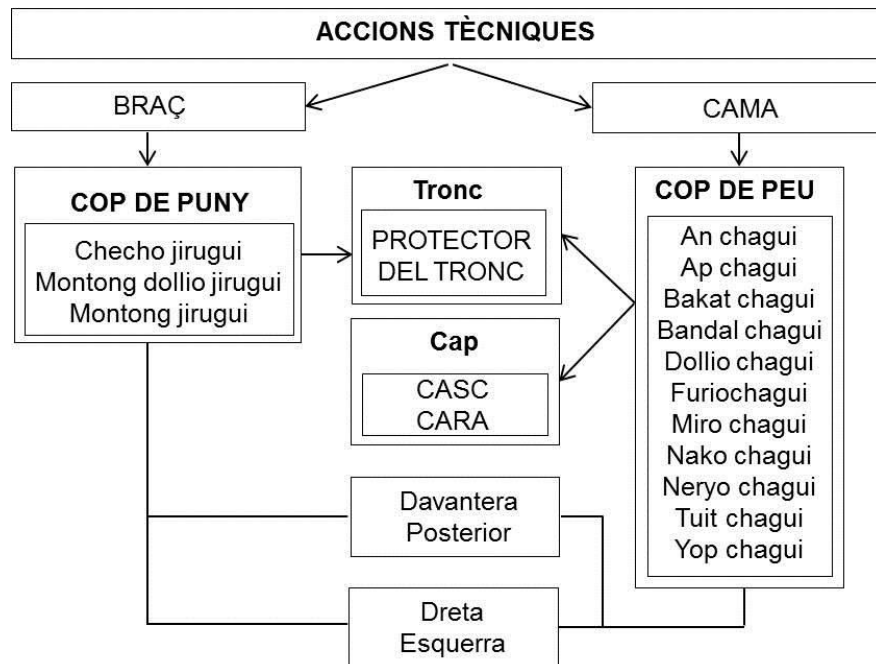 ACCIONS TÈCNIQUES
BRAÇ
CAMA
COP DE PUNY
Checho jirugui
Montong dollio jirugui
Montong jirugui
Tronc
PROTECTOR
DEL TRONC
Cap
CASC
CARA
COP DE PEU
An chagui
Ap chagui
Bakat chagui
Bandal chagui
Dollio chagui
Furiochagui
Miro chagui
Nako chagui
Neryo chagui
Tuit chagui
Yop chagui
Davantera
Posterior
Dreta
Esquerra